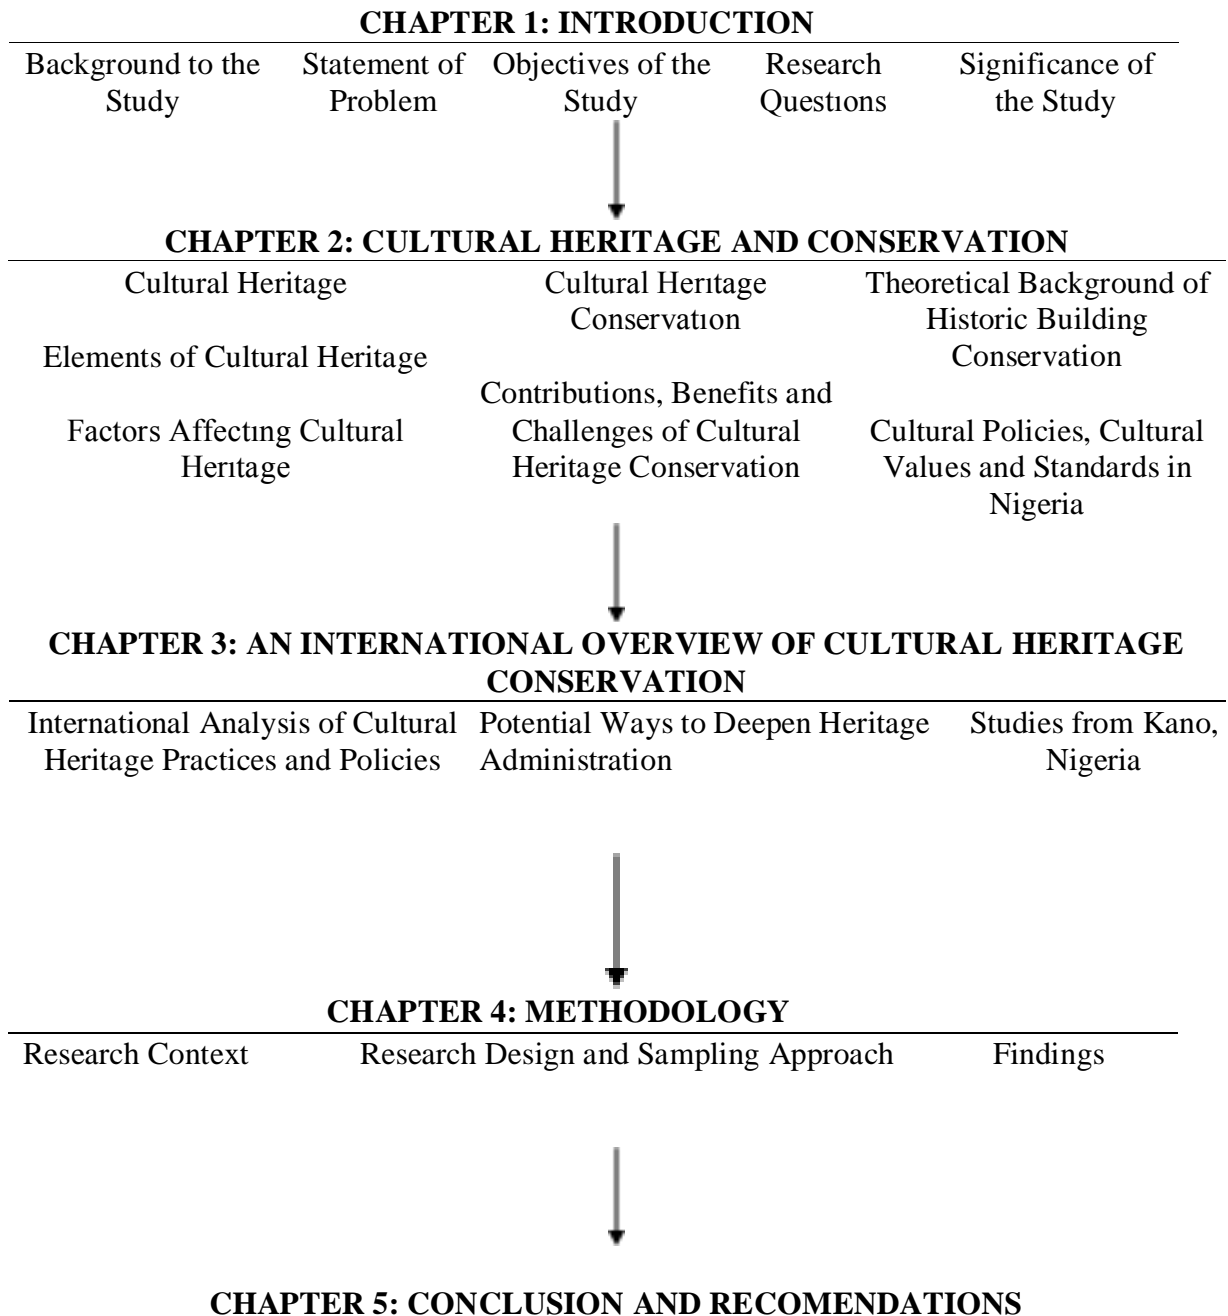 CHAPTER 1: INTRODUCTION
Background to the Study
Statement of Problem
Objectives of the Study
Research Questıons
Significance of the Study
CHAPTER 2: CULTURAL HERITAGE AND CONSERVATION
Cultural Heritage
Elements of Cultural Heritage
Factors Affectıng Cultural
Herıtage
Cultural Herıtage
Conservatıon
Contributions, Benefits and
Challenges of Cultural
Heritage Conservation
Theoretical Background of
Historic Building
Conservation
Cultural Policies, Cultural
Values and Standards in
Nigeria
CHAPTER 3: AN INTERNATIONAL OVERVIEW OF CULTURAL HERITAGE
CONSERVATION
International Analysis of Cultural
Heritage Practices and Policies
Potential Ways to Deepen Heritage
Administration
Studies from Kano,
Nigeria
CHAPTER 4: METHODOLOGY
Research Context
Research Design and Sampling Approach
Findings
CHAPTER 5: CONCLUSION AND RECOMENDATIONS